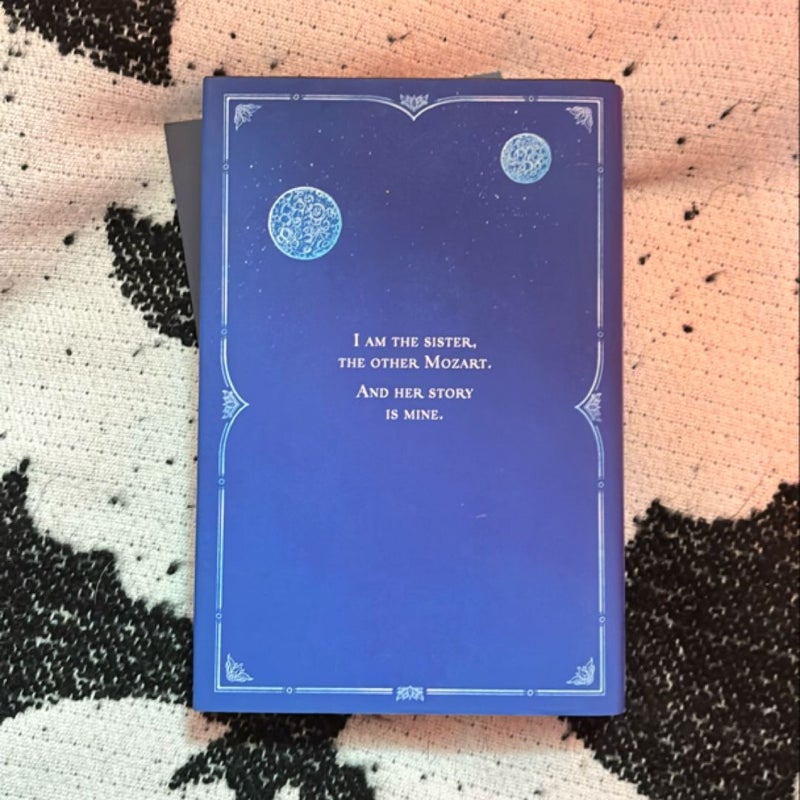 I am the sister,
the other Mozart.
And her story
is mine.